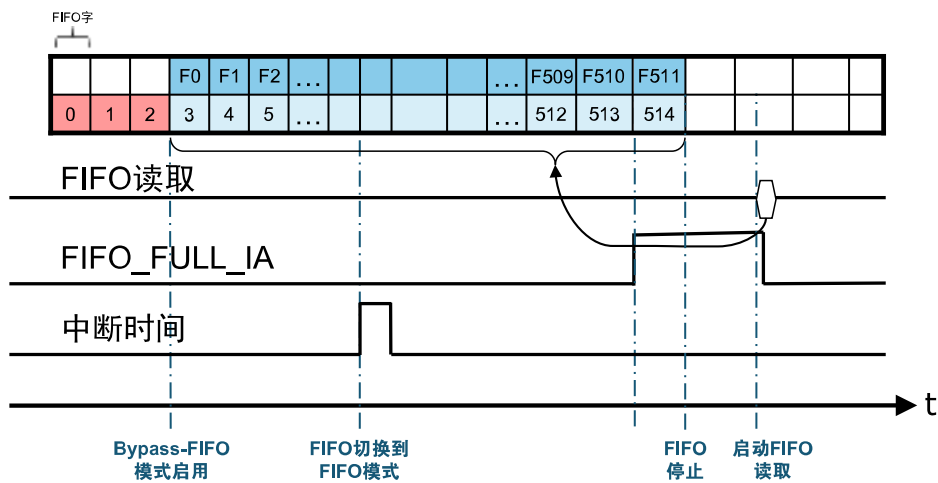 FIFO字
F0 F1 F2 ... ... F509 F510 F511
0 1 2 3 4 5 ... ... 512 513 514
FIFO读取
FIFO_FULL_IA
中断时间
t
Bypass-FIFO
模式启用
FIFO切换到
FIFO模式
FIFO
停止
启动FIFO
读取